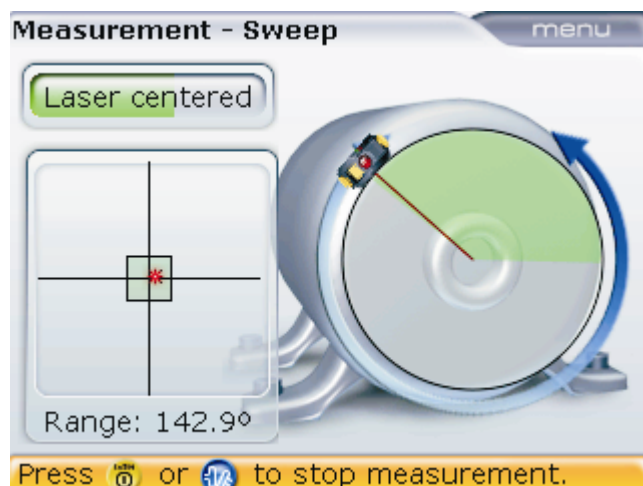 Measurement - Sweep
menu
Laser centered
Range: 142.9º
Press or to stop measurement.